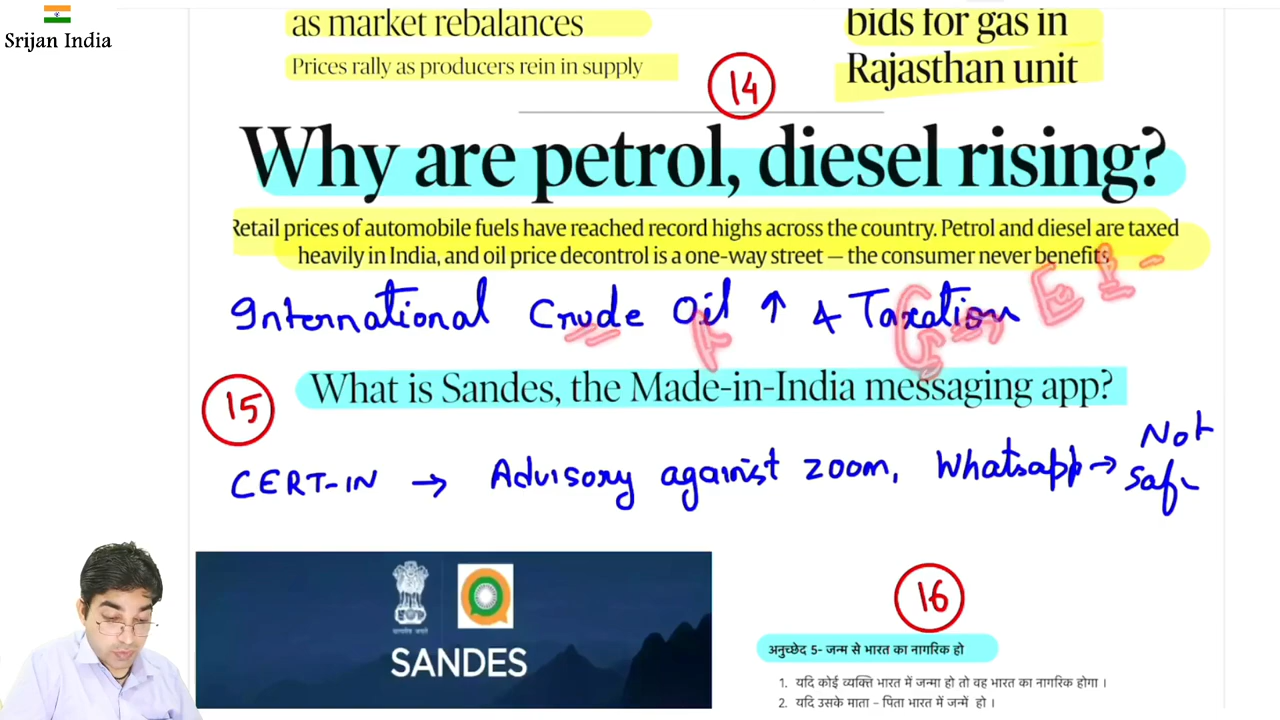 Srijan India
as market rebalances
Prices rally as producers rein in supply
bids for gas in
Rajasthan unit
14
Why are petrol, diesel rising?
Retail prices of automobile fuels have reached record highs across the country. Petrol and diesel are taxed
heavily in India, and oil price decontrol is a one-way street — the consumer never benefits
International Crude Oil ↑ & Taxation
15
What is Sandes, the Made-in-India messaging app?
CERT-IN → Advisory against zoom, Whatsapp → Not
safe
SANDES
16
अनुच्छेद 5- जन्म से भारत का नागरिक हो
1. यदि कोई व्यक्ति भारत में जन्मा हो तो वह भारत का नागरिक होगा ।
2. यदि उसके माता – पिता भारत में जन्में हो ।